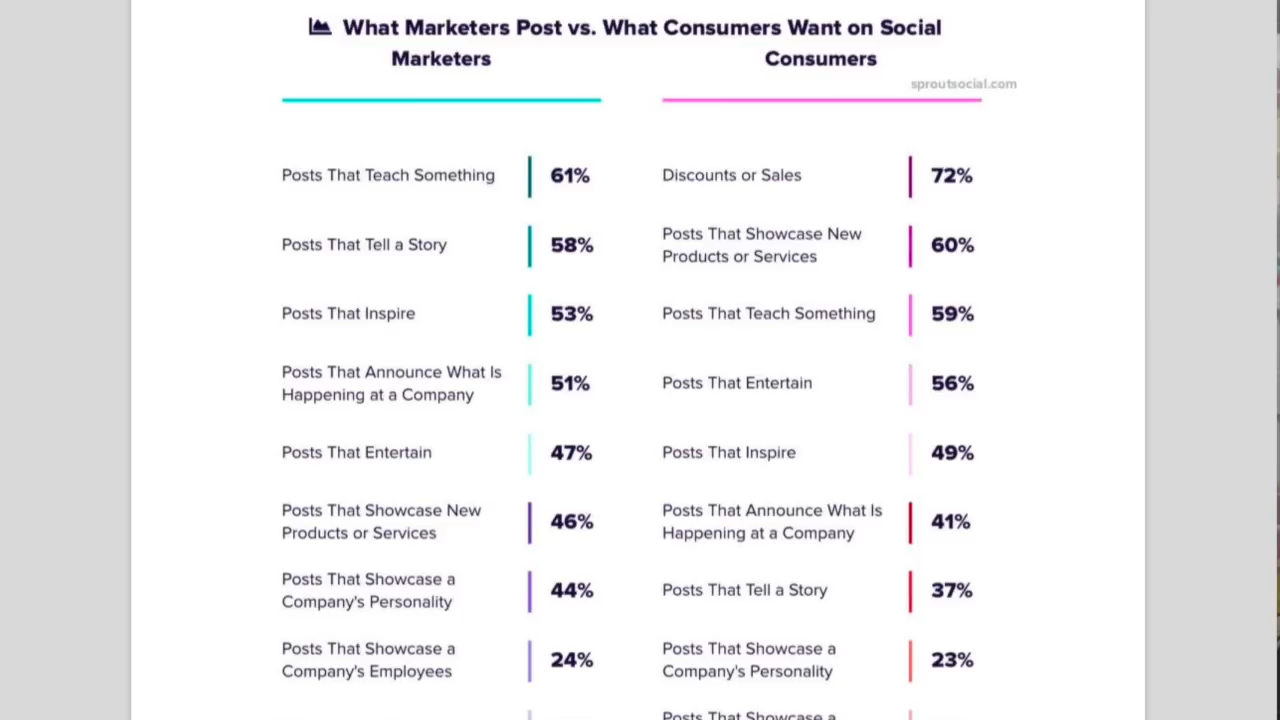 What Marketers Post vs. What Consumers Want on Social
Marketers
Consumers
sproutsocial.com
Posts That Teach Something
61%
Discounts or Sales
72%
Posts That Tell a Story
58%
Posts That Showcase New
Products or Services
60%
Posts That Inspire
53%
Posts That Teach Something
59%
Posts That Announce What Is
Happening at a Company
51%
Posts That Entertain
56%
Posts That Entertain
47%
Posts That Inspire
49%
Posts That Showcase New
Products or Services
46%
Posts That Announce What Is
Happening at a Company
41%
Posts That Showcase a
Company's Personality
44%
Posts That Tell a Story
37%
Posts That Showcase a
Company's Employees
24%
Posts That Showcase a
Company's Personality
23%
Posts That Showcase a